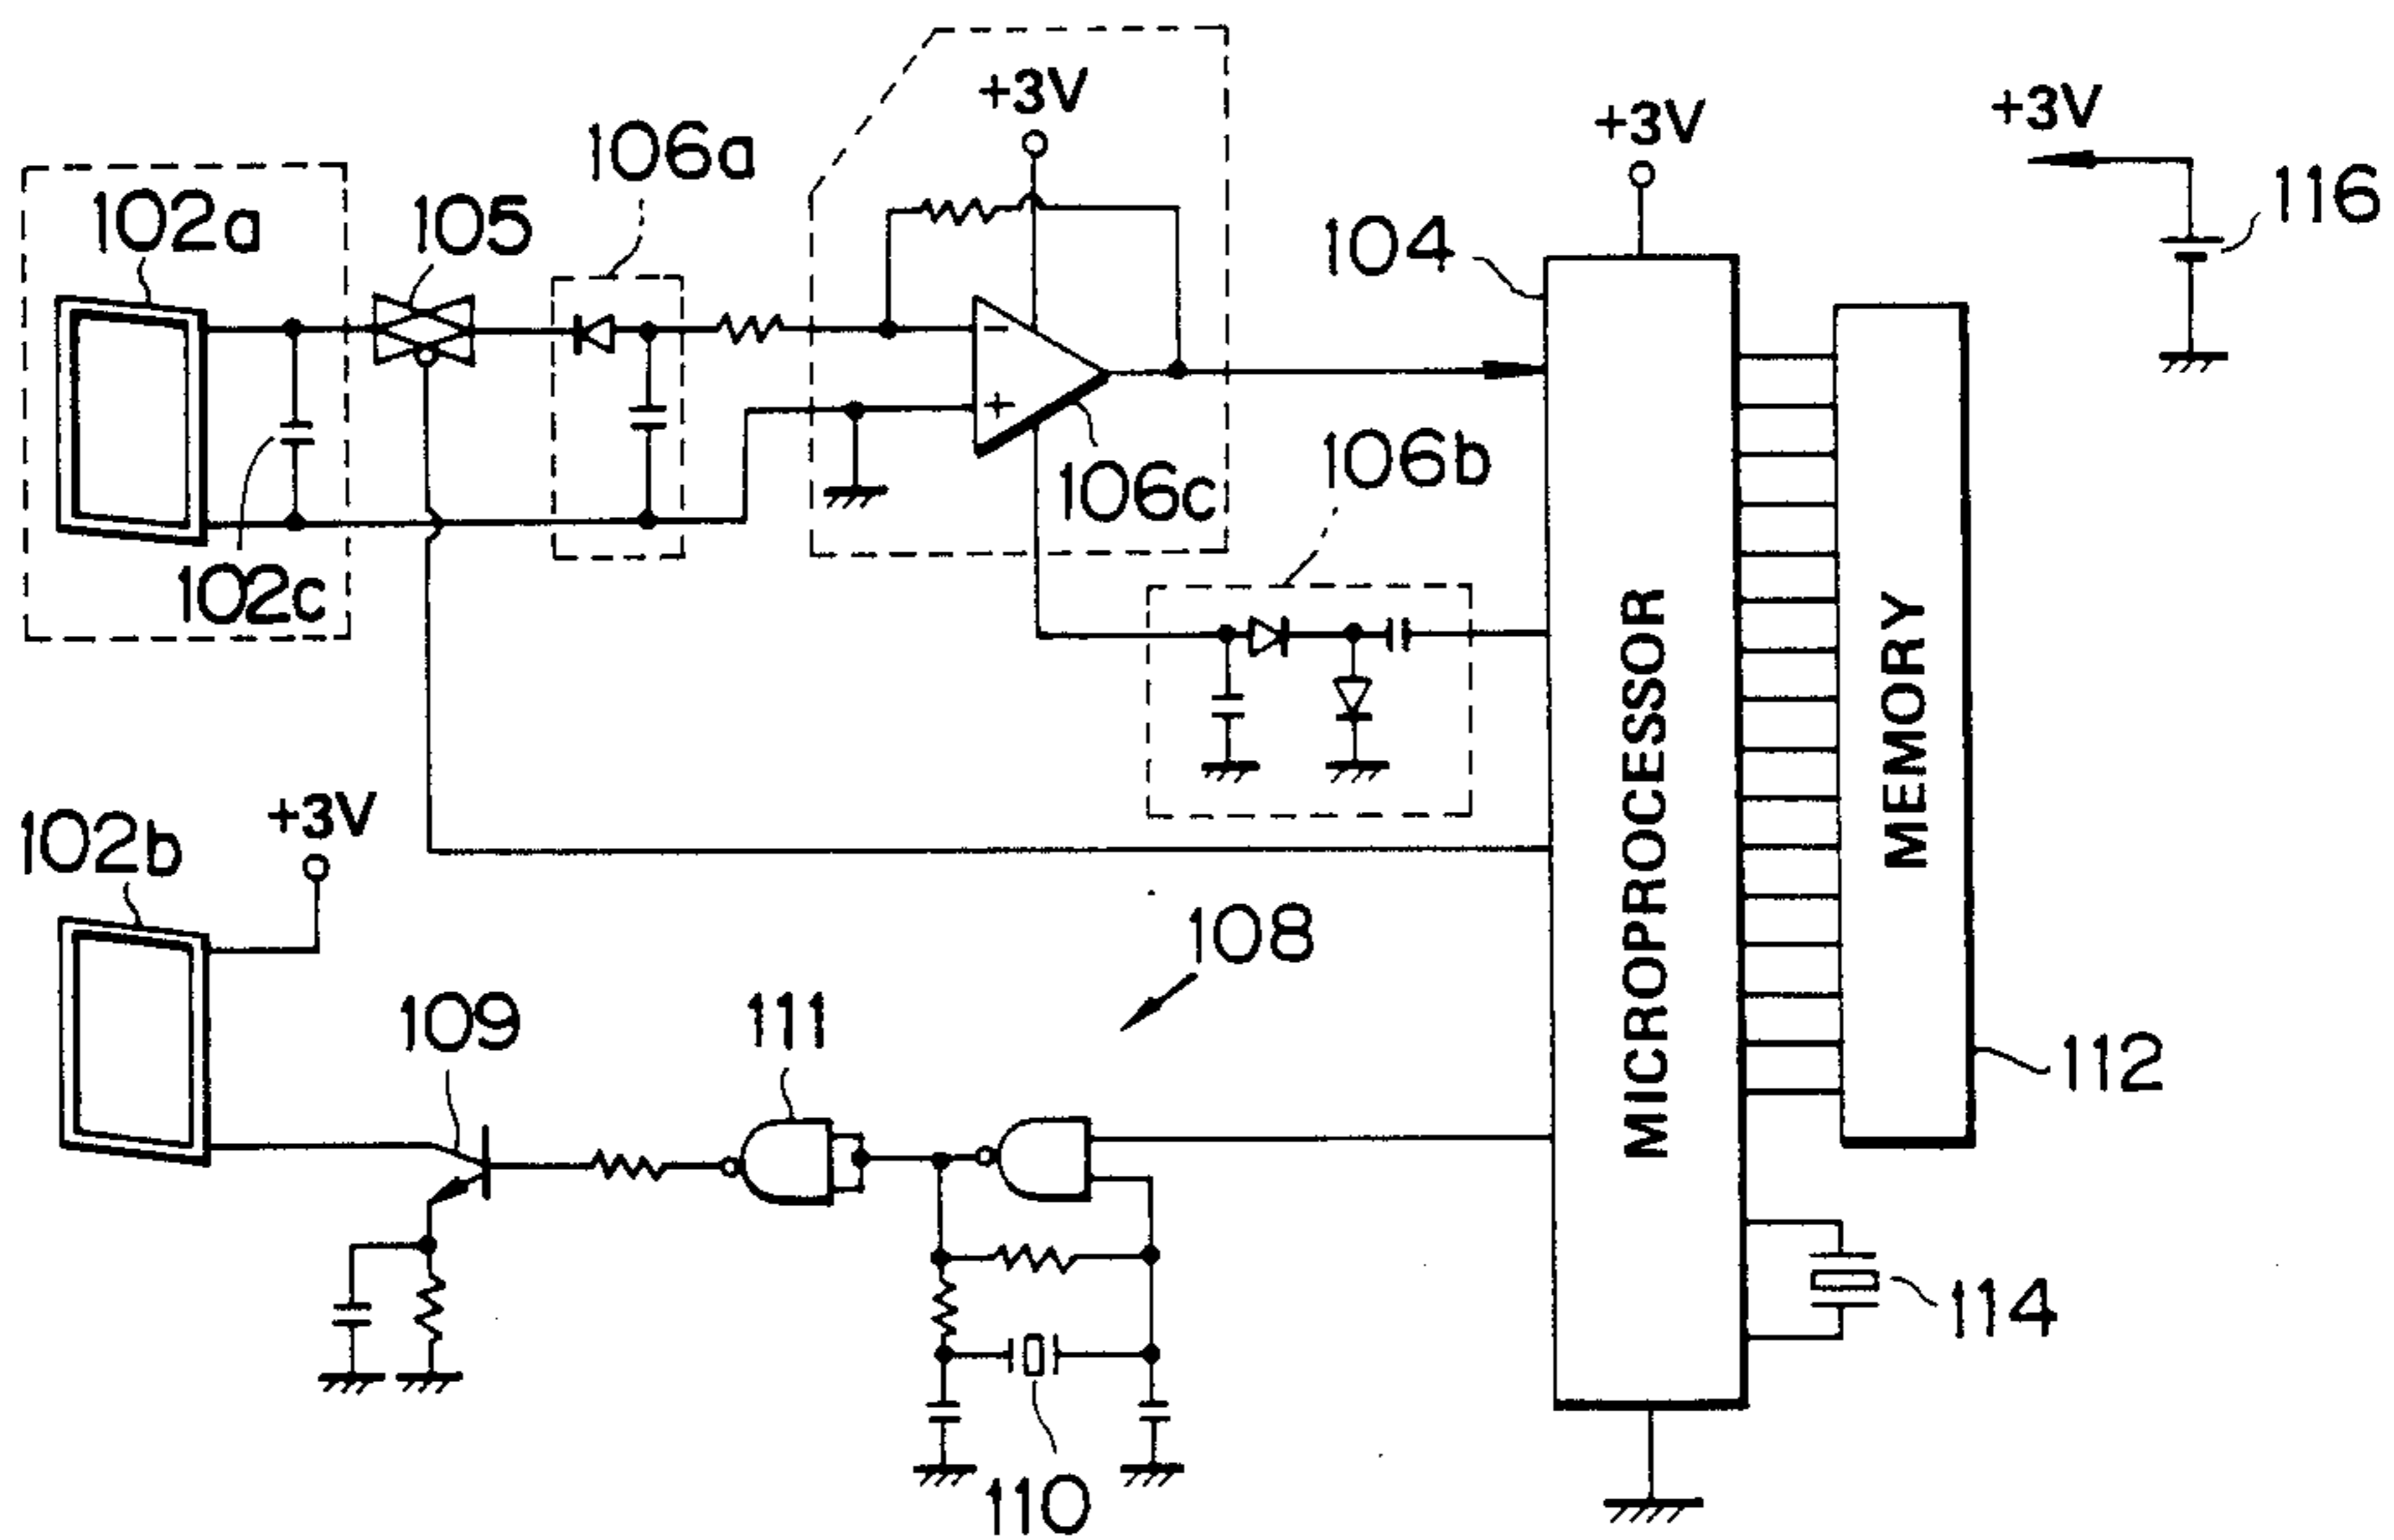 +3V
+3V
+3V
106a
102a
105
116
104
106b
106c
102c
MICROPROCESSOR
MEMORY
+3V
102b
108
109
111
112
114
110
−
+